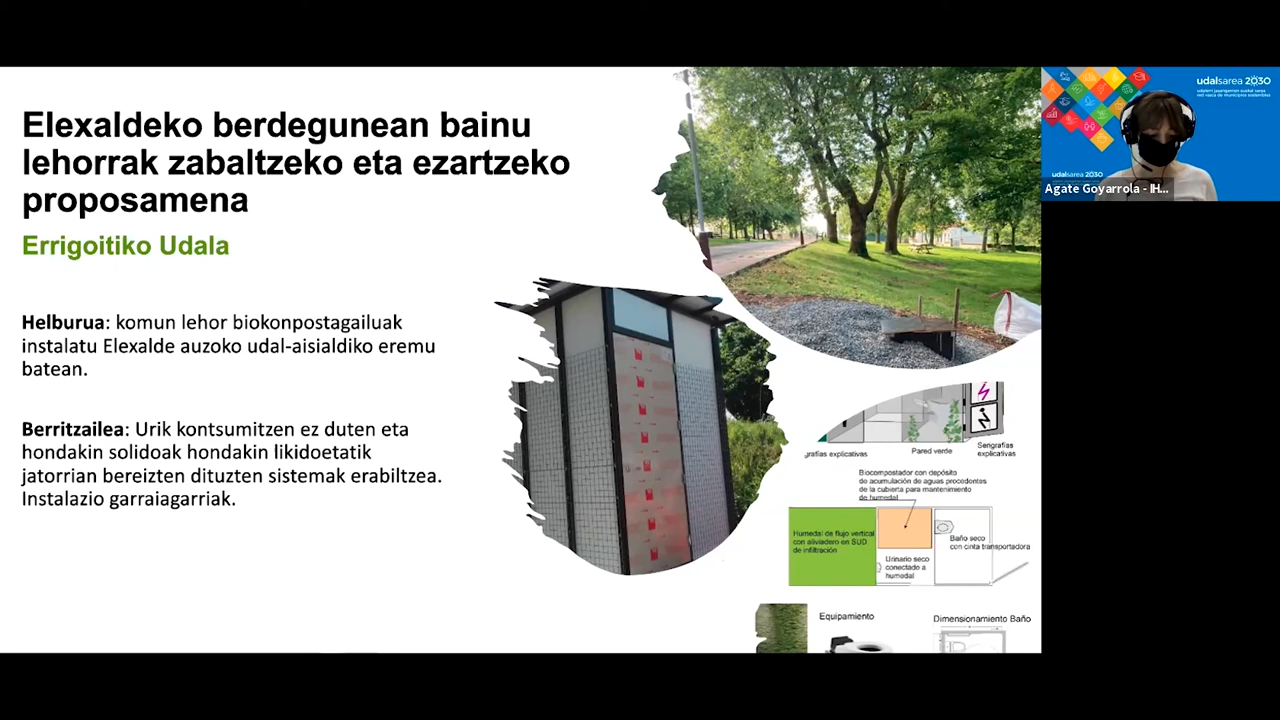 Elexaldeko berdegunean bainu
lehorrak zabaltzeko eta ezartzeko
proposamena
Errigoitiko Udala
Helburua: komun lehor biokonpostagailuak
instalatu Elexalde auzoko udal-aisialdiko eremu
batean.
Berritzailea: Urik kontsumitzen ez duten eta
hondakin solidoak hondakin likidoetatik
jatorrian bereizten dituzten sistemak erabiltzea.
Instalazio garraiagarriak.
grafías explicativas
Pared verde
Serigrafías
explicativas
Biocompostador con depósito
de acumulación de aguas procedentes
de la cubierta para mantenimiento
de humedal
Humedal de flujo vertical
con aliviadero en SUD
de infiltración
Urinario seco
conectado a
humedal
Baño seco
con cinta transportadora
Equipamiento
Dimensionamiento Baño
udalsarea 2030
udalsarea 2030
Agate Goyarrola - IH...